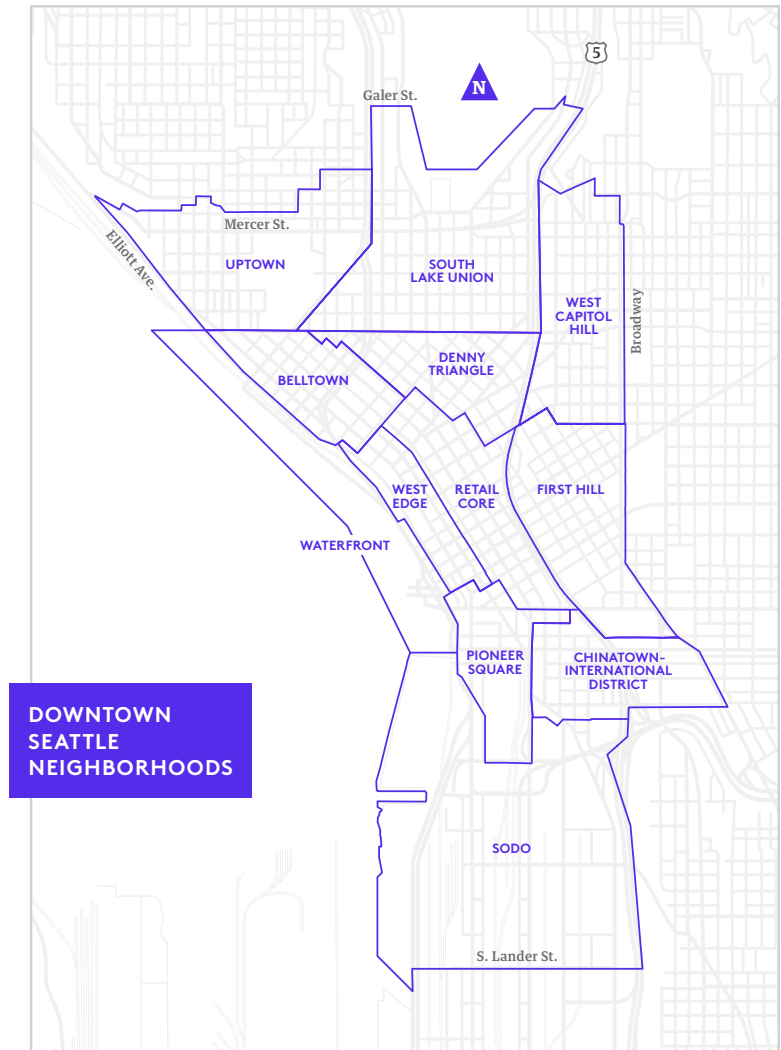 5
N
Galer St.
Mercer St.
Elliott Ave.
UPTOWN
SOUTH
LAKE UNION
WEST
CAPITOL
HILL
Broadway
DENNY
TRIANGLE
BELLTOWN
WEST
EDGE
RETAIL
CORE
FIRST HILL
WATERFRONT
PIONEER
SQUARE
CHINATOWN-
INTERNATIONAL
DISTRICT
DOWNTOWN
SEATTLE
NEIGHBORHOODS
SODO
S. Lander St.